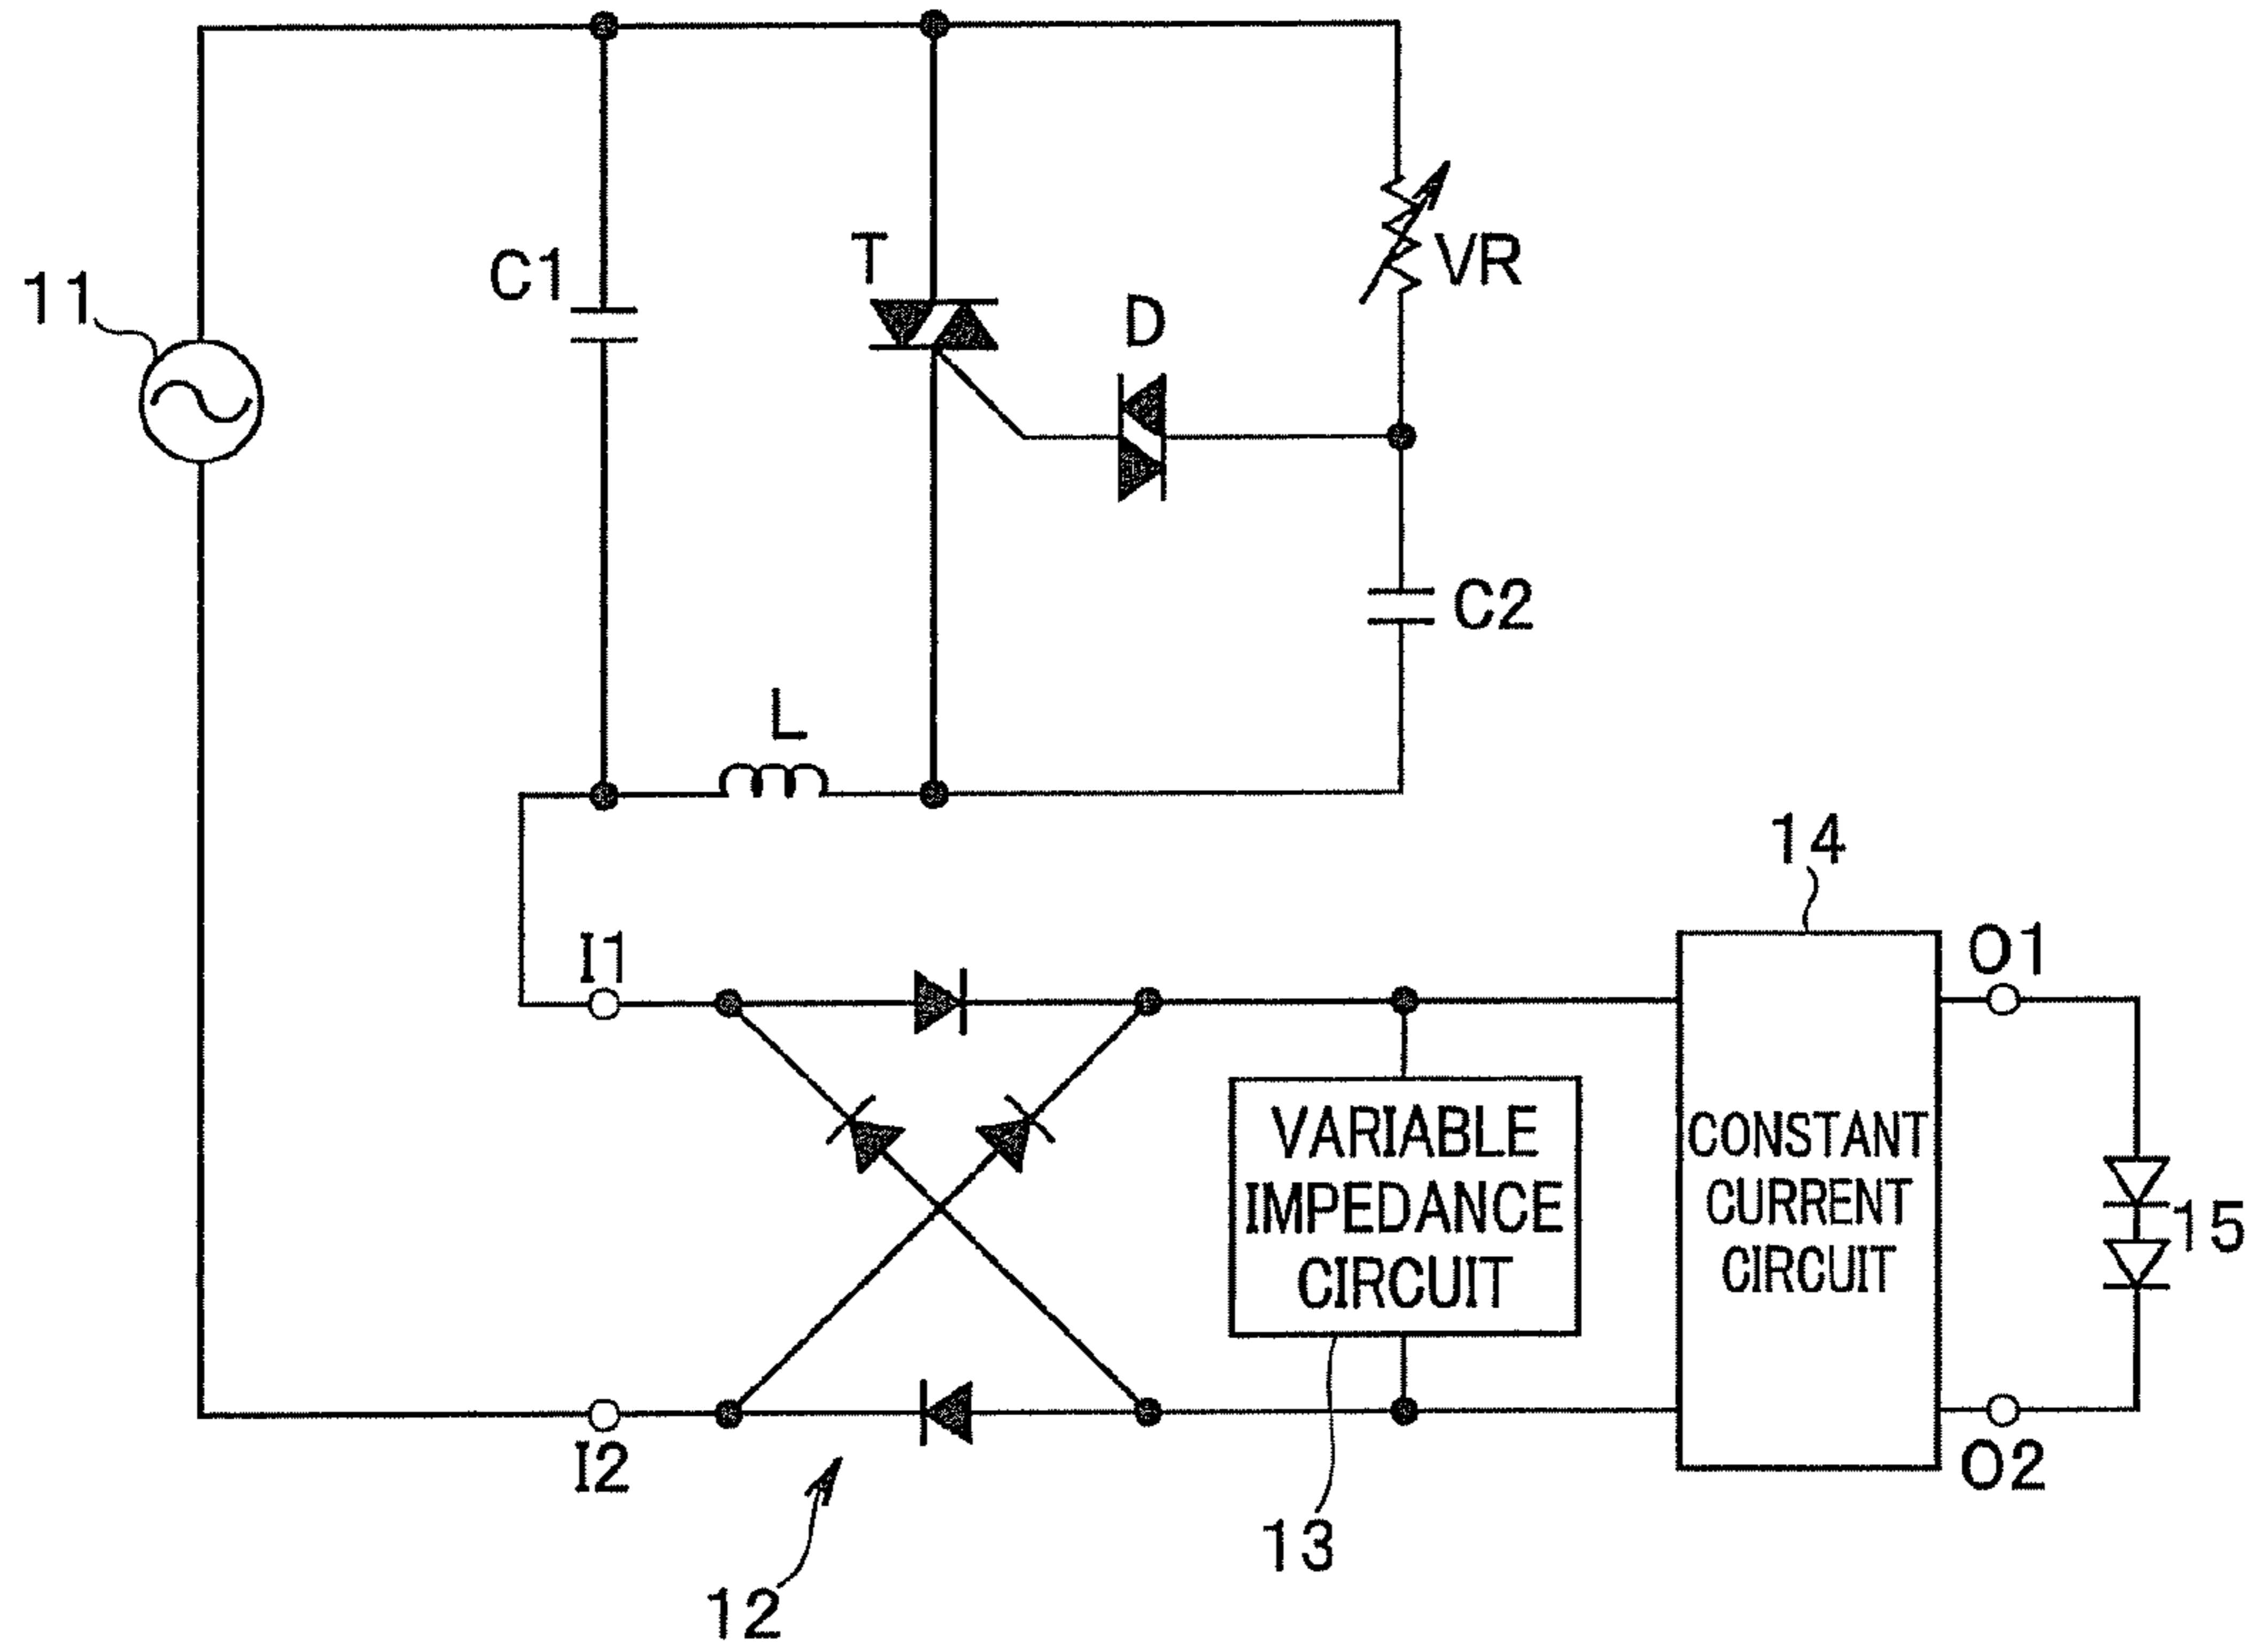 11
C1
T
VR
D
C2
L
14
I1
O1
VARIABLE
IMPEDANCE
CIRCUIT
CONSTANT
CURRENT
CIRCUIT
15
I2
O2
13
12